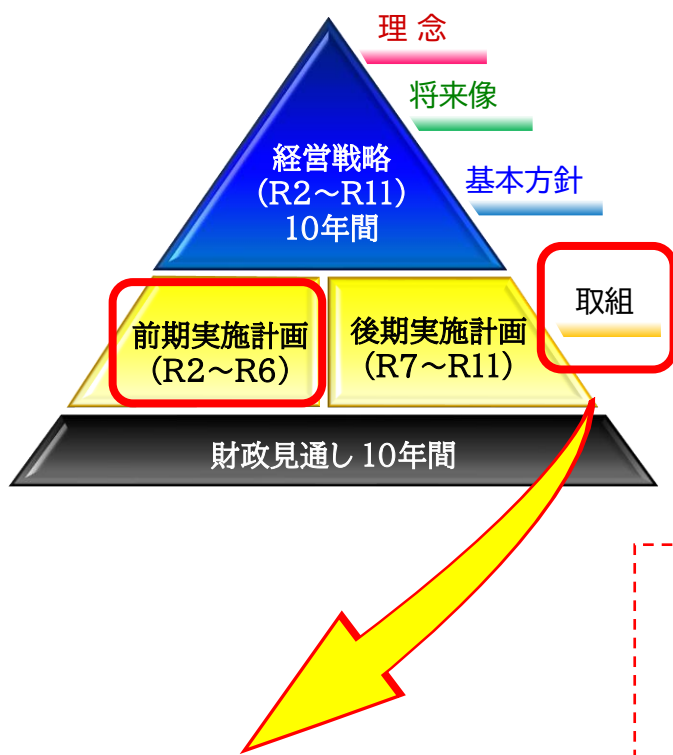 理念
将来像
経営戦略
(R2～R11)
10年間
基本方針
取組
前期実施計画
(R2～R6)
後期実施計画
(R7～R11)
財政見通し 10年間